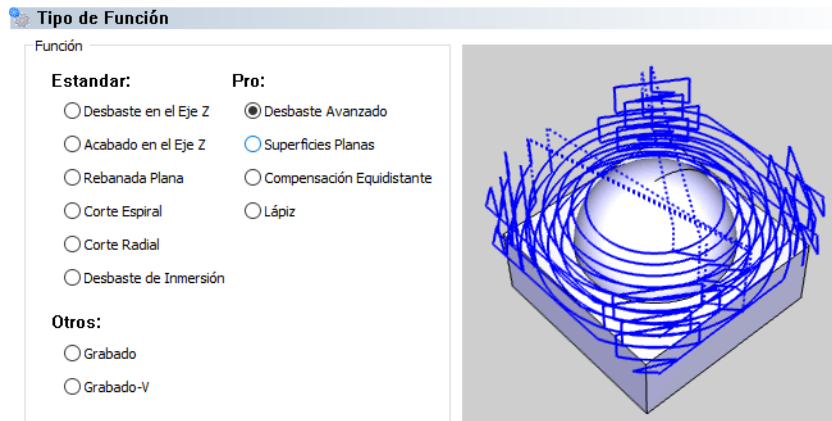 Tipo de Función
Función
Estandar:
Desbaste en el Eje Z
Acabado en el Eje Z
Rebanada Plana
Corte Espiral
Corte Radial
Desbaste de Inmersión
Pro:
Desbaste Avanzado
Superficies Planas
Compensación Equidistante
Lápiz
Otros:
Grabado
Grabado-V